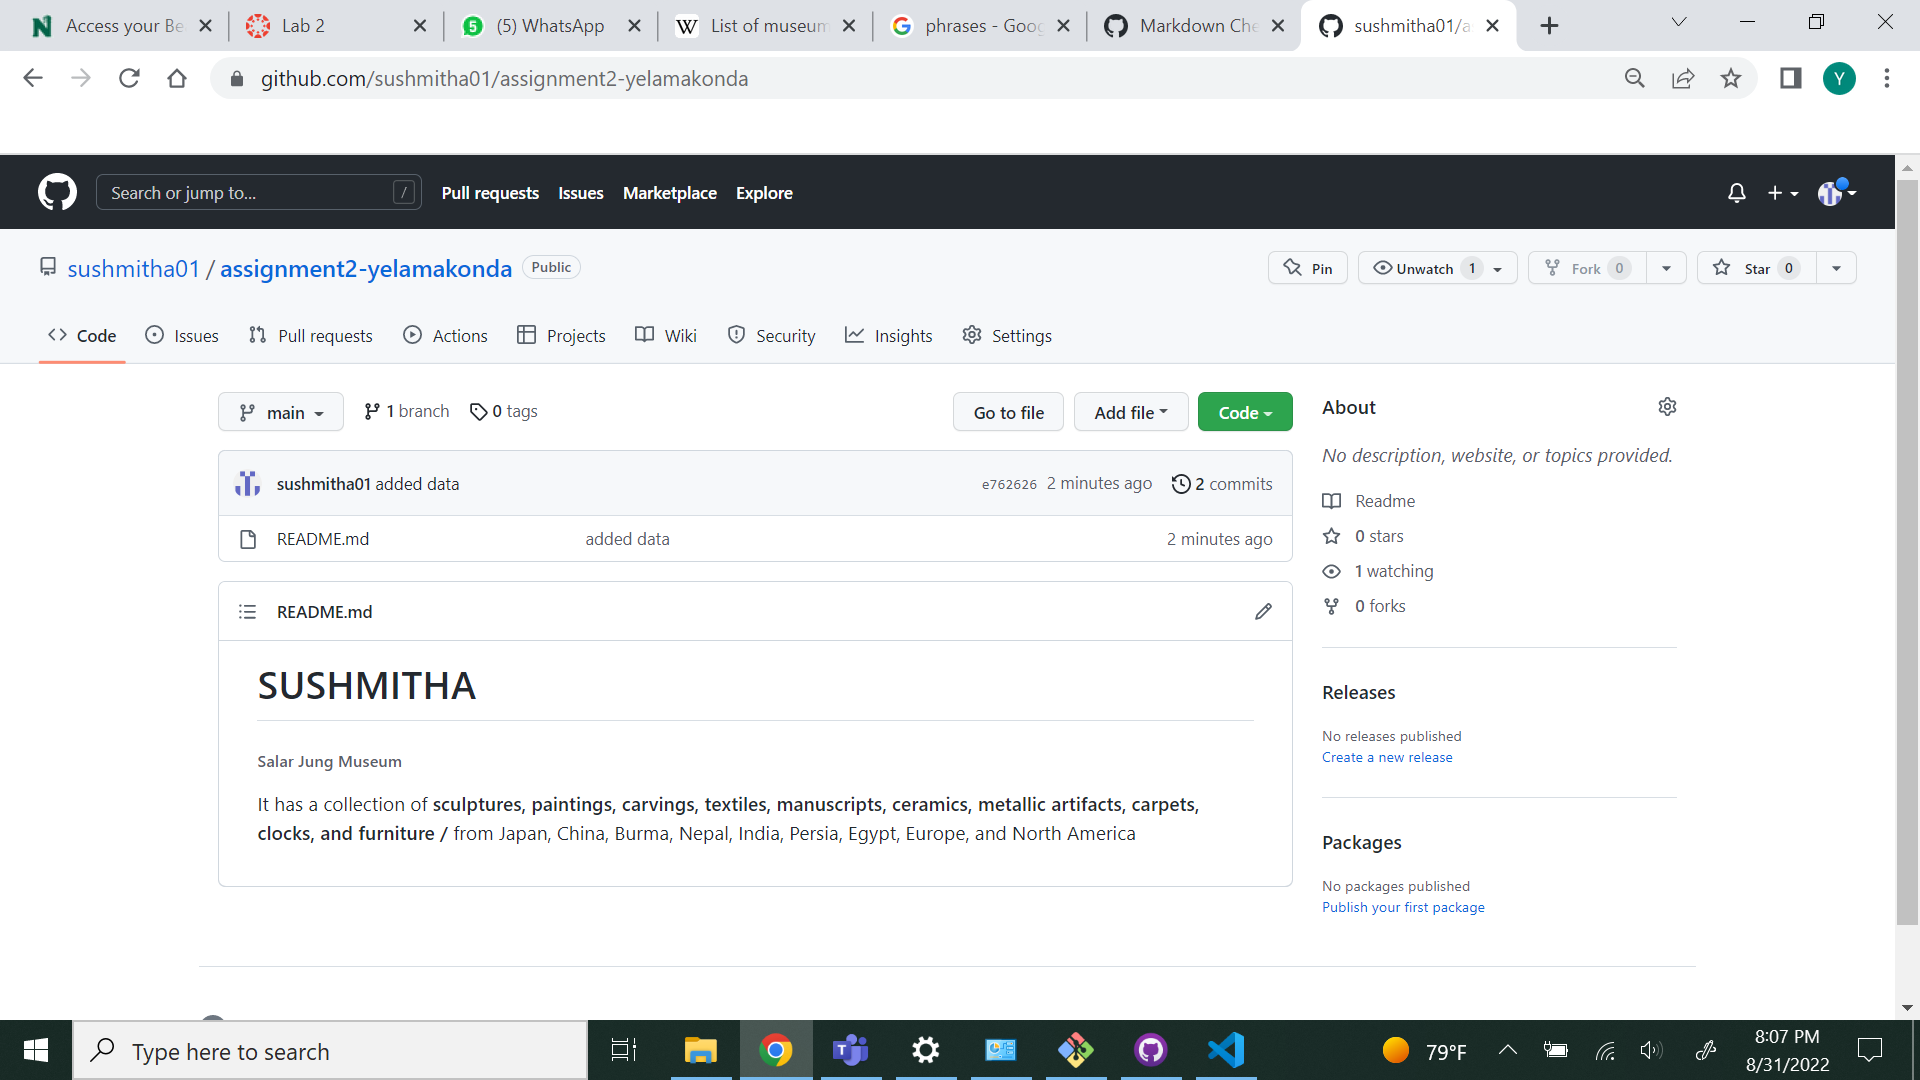 Access your Be
Lab 2
(5) WhatsApp
List of museum
phrases - Goog
Markdown Che
sushmitha01/a
github.com/sushmitha01/assignment2-yelamakonda
Y
Search or jump to...
/
Pull requests
Issues
Marketplace
Explore
sushmitha01 / assignment2-yelamakonda
Public
Pin
Unwatch 1
Fork 0
Star 0
Code
Issues
Pull requests
Actions
Projects
Wiki
Security
Insights
Settings
main
1 branch
0 tags
Go to file
Add file
Code
About
No description, website, or topics provided.
sushmitha01 added data
e762626 2 minutes ago
2 commits
README.md
added data
2 minutes ago
Readme
0 stars
1 watching
0 forks
README.md
SUSHMITHA
Salar Jung Museum
It has a collection of sculptures, paintings, carvings, textiles, manuscripts, ceramics, metallic artifacts, carpets,
clocks, and furniture / from Japan, China, Burma, Nepal, India, Persia, Egypt, Europe, and North America
Releases
No releases published
Create a new release
Packages
No packages published
Publish your first package
Type here to search
79°F
8:07 PM
8/31/2022